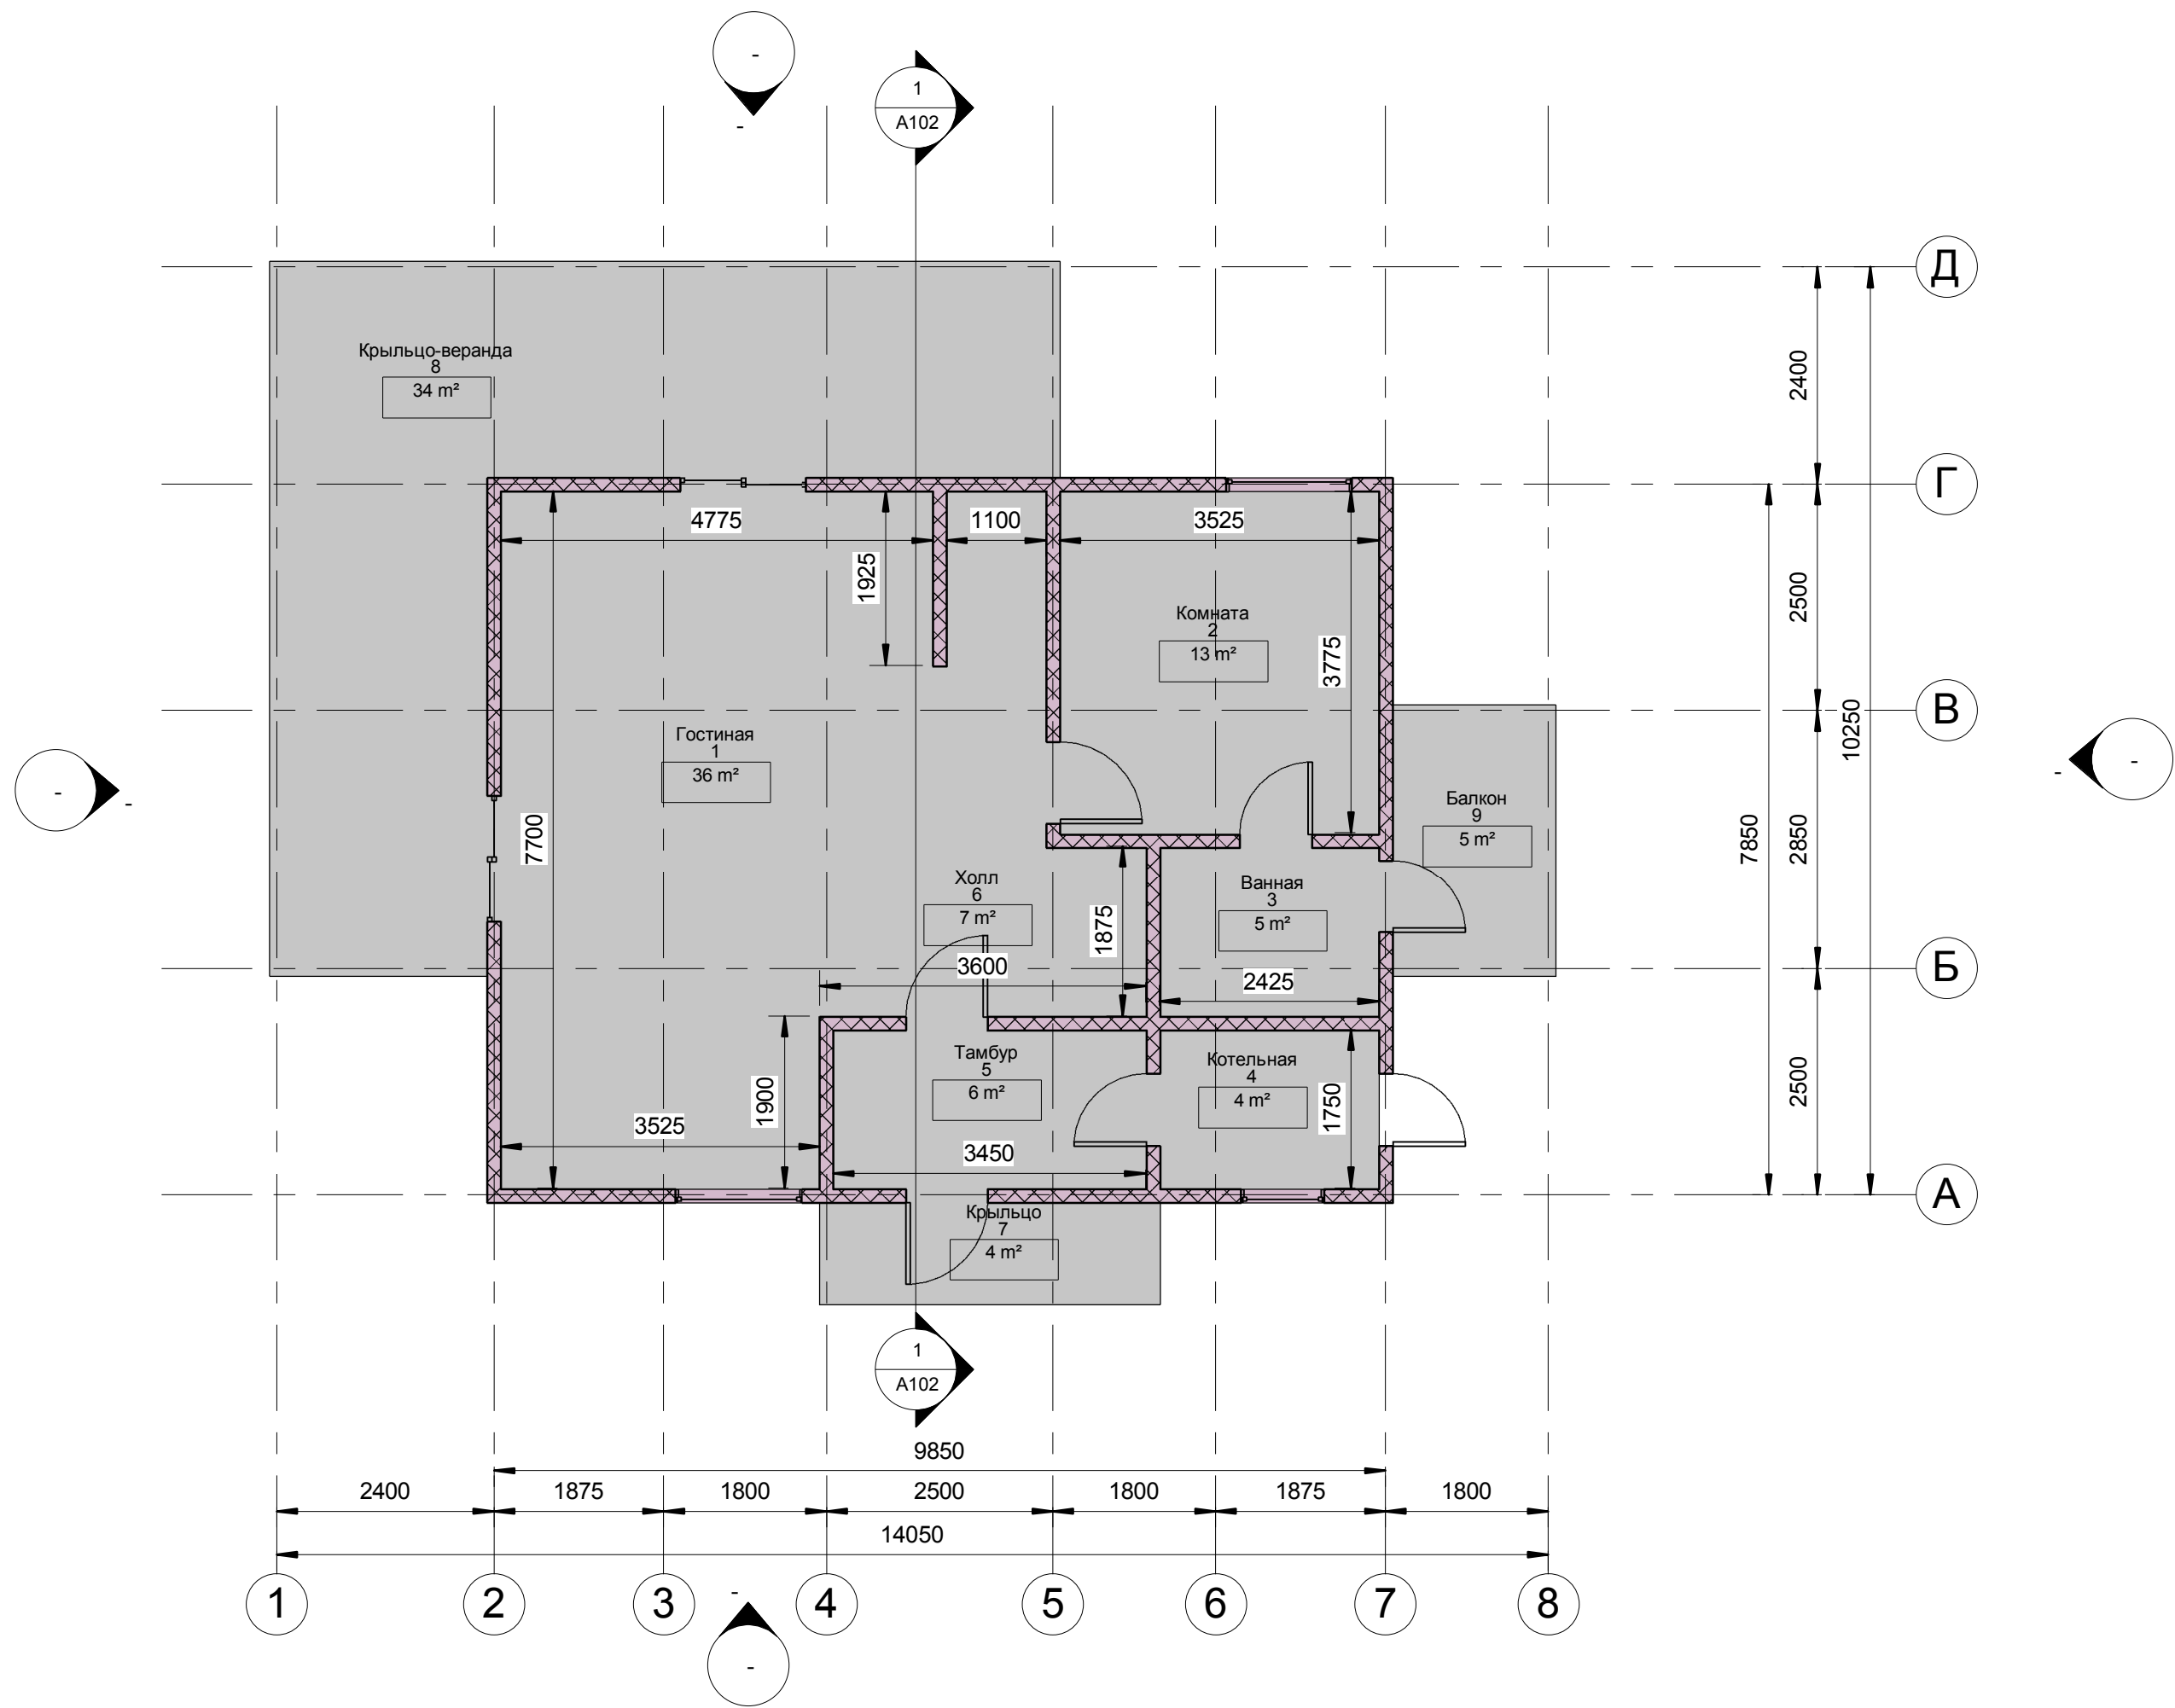 -
-
1
A102
Д
Крыльцо-веранда
8
34 m²
2400
Г
4775
1100
3525
1925
2500
Комната
2
13 m²
3775
В
Гостиная
1
36 m²
10250
-
-
-
-
Балкон
9
5 m²
7700
7850
2850
Холл
6
7 m²
Ванная
3
5 m²
1875
3600
2425
Б
Тамбур
5
6 m²
Котельная
4
4 m²
1900
1750
2500
3525
3450
А
Крыльцо
7
4 m²
1
A102
9850
2400
1875
1800
2500
1800
1875
1800
14050
1
2
3
4
5
6
7
8
-
-